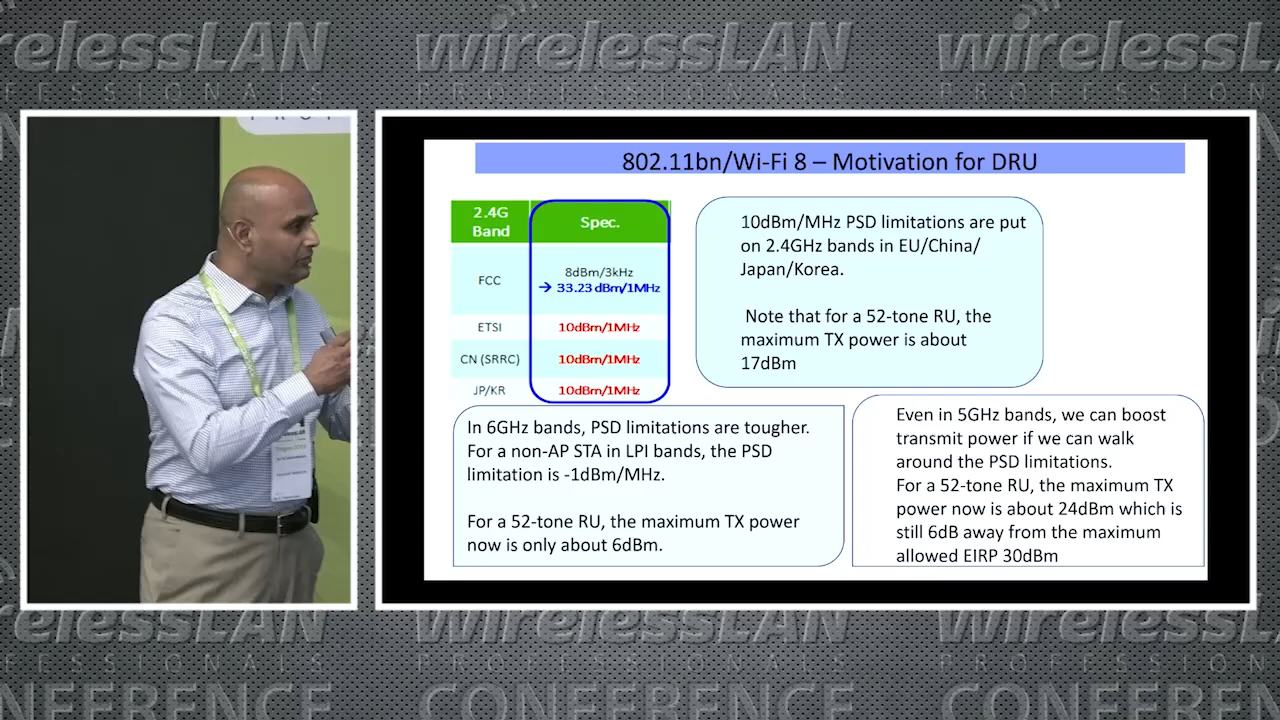 wirelessLAN
wirelessLAN
PROFESSIONALS
802.11bn/Wi-Fi 8 – Motivation for DRU
2.4G Band
Spec.
FCC
8dBm/3kHz
→ 33.23 dBm/1MHz
ETSI
10dBm/1MHz
CN (SRRC)
10dBm/1MHz
JP/KR
10dBm/1MHz
10dBm/MHz PSD limitations are put
on 2.4GHz bands in EU/China/
Japan/Korea.
Note that for a 52-tone RU, the
maximum TX power is about
17dBm
In 6GHz bands, PSD limitations are tougher.
For a non-AP STA in LPI bands, the PSD
limitation is -1dBm/MHz.
For a 52-tone RU, the maximum TX power
now is only about 6dBm.
Even in 5GHz bands, we can boost
transmit power if we can walk
around the PSD limitations.
For a 52-tone RU, the maximum TX
power now is about 24dBm which is
still 6dB away from the maximum
allowed EIRP 30dBm
wirelessLAN
PROFESSIONALS
CONFERENCE